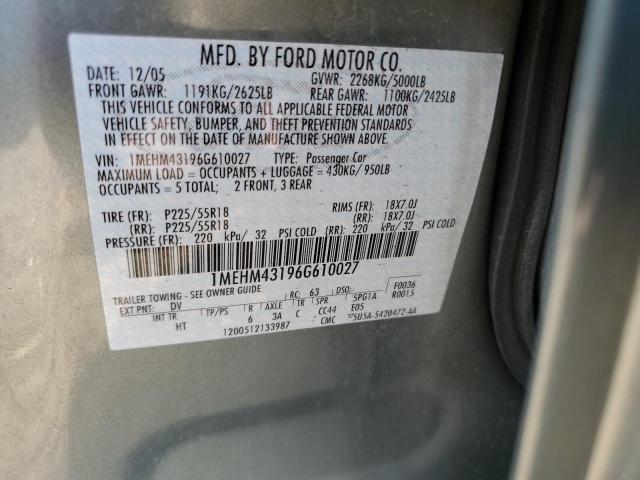 MFD. BY FORD MOTOR CO.
DATE: 12/05 GVWR: 2268KG/5000LB
FRONT GAWR: 1191KG/2625LB REAR GAWR: 1100KG/2425LB
THIS VEHICLE CONFORMS TO ALL APPLICABLE FEDERAL MOTOR
VEHICLE SAFETY, BUMPER, AND THEFT PREVENTION STANDARDS
IN EFFECT ON THE DATE OF MANUFACTURE SHOWN ABOVE.
VIN: 1MEHM43196G610027 TYPE: Passenger Car
MAXIMUM LOAD = OCCUPANTS + LUGGAGE = 430KG/ 950LB
OCCUPANTS = 5 TOTAL; 2 FRONT, 3 REAR
TIRE (FR): P225/55R18 RIMS (FR): 18X7.0J
(RR): P225/55R18 (RR): 18X7.0J
PRESSURE (FR): 220 kPa/ 32 PSI COLD (RR): 220 kPa/ 32 PSI COLD
1MEHM43196G610027
TRAILER TOWING - SEE OWNER GUIDE RC: 63 DSO: F0036
EXT PNT: DV SPG1A R0015
INT TR TP/PS R AXLE TR SPR E05
HT 6 3A C CC44
1200512133987 CMC 5U5A-5420472-AA